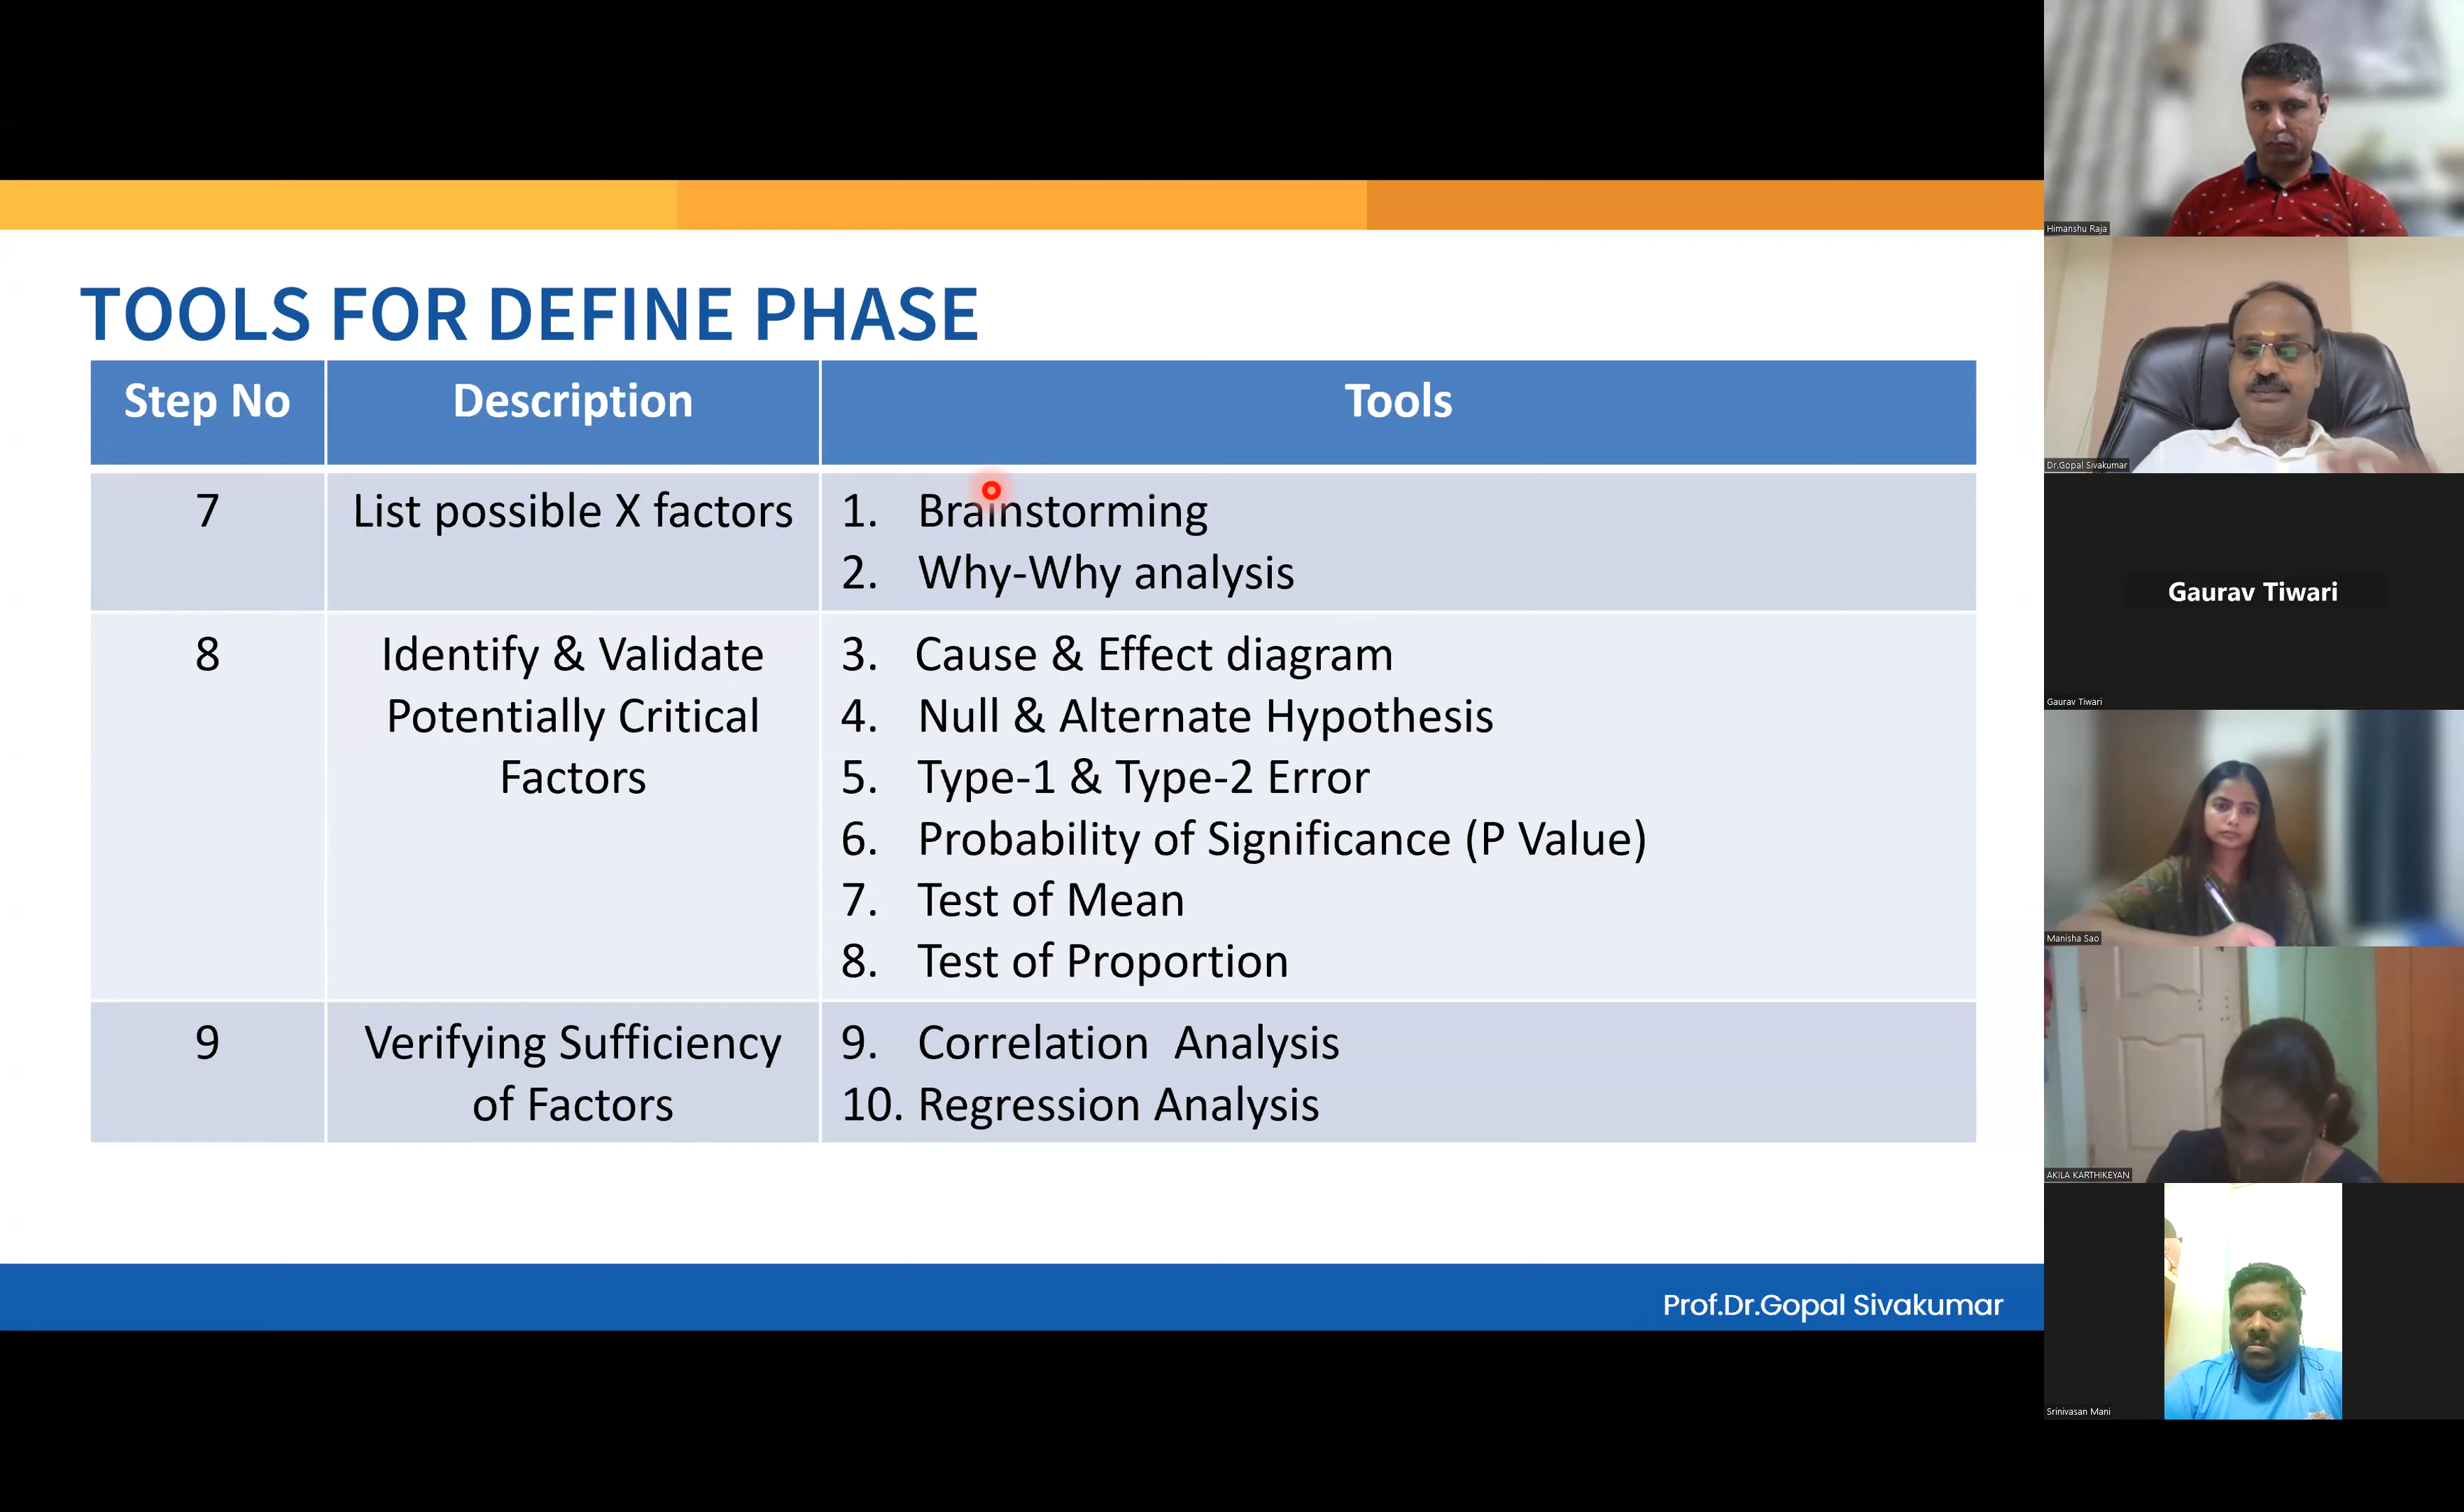 TOOLS FOR DEFINE PHASE
Step No Description Tools
7 List possible X factors 1. Brainstorming
2. Why-Why analysis
8 Identify & Validate 3. Cause & Effect diagram
Potentially Critical 4. Null & Alternate Hypothesis
Factors 5. Type-1 & Type-2 Error
6. Probability of Significance (P Value)
7. Test of Mean
8. Test of Proportion
9 Verifying Sufficiency 9. Correlation Analysis
of Factors 10. Regression Analysis
Prof.Dr.Gopal Sivakumar
Himanshu Raja
Dr.Gopal Sivakumar
Gaurav Tiwari
Gaurav Tiwari
Manisha Sao
AKILA KARTHIKEYAN
Srinivasan Mani